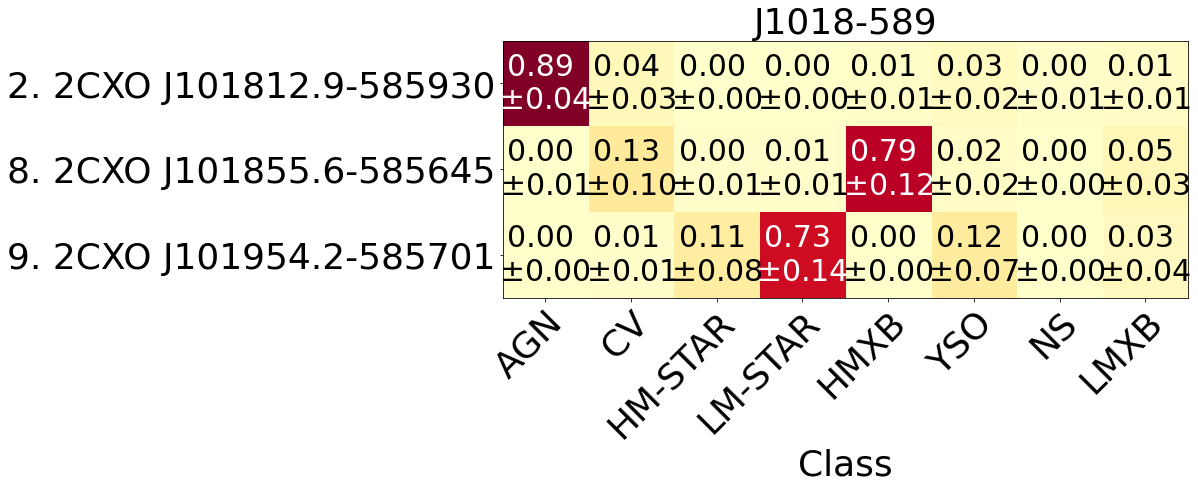 J1018-589
2. 2CXO J101812.9-585930
0.89 0.04 0.00 0.00 0.01 0.03 0.00 0.01
±0.04 ±0.03 ±0.00 ±0.00 ±0.01 ±0.02 ±0.01 ±0.01
8. 2CXO J101855.6-585645
0.00 0.13 0.00 0.01 0.79 0.02 0.00 0.05
±0.01 ±0.10 ±0.01 ±0.01 ±0.12 ±0.02 ±0.00 ±0.03
9. 2CXO J101954.2-585701
0.00 0.01 0.11 0.73 0.00 0.12 0.00 0.03
±0.00 ±0.01 ±0.08 ±0.14 ±0.00 ±0.07 ±0.00 ±0.04
AGN CV HM-STAR LM-STAR HMXB YSO NS LMXB
Class